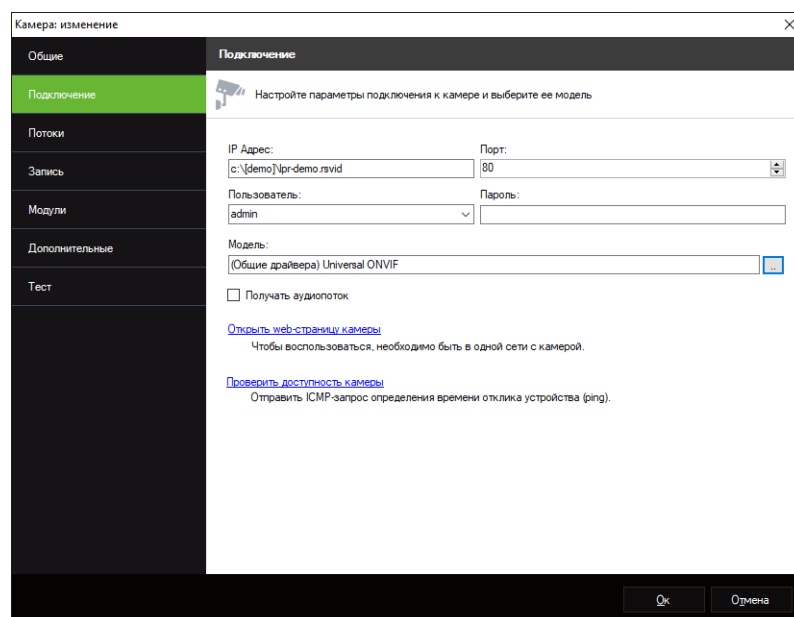 Камера: изменение
Общие
Подключение
Потоки
Запись
Модули
Дополнительные
Тест
Подключение
Настройте параметры подключения к камере и выберите ее модель
IP Адрес: Порт:
c:\[demo]\lpr-demo.rsvid 80
Пользователь: Пароль:
admin
Модель:
(Общие драйвера) Universal ONVIF ..
Получать аудиопоток
Открыть web-страницу камеры
Чтобы воспользоваться, необходимо быть в одной сети с камерой.
Проверить доступность камеры
Отправить ICMP-запрос определения времени отклика устройства (ping).
Ок Отмена